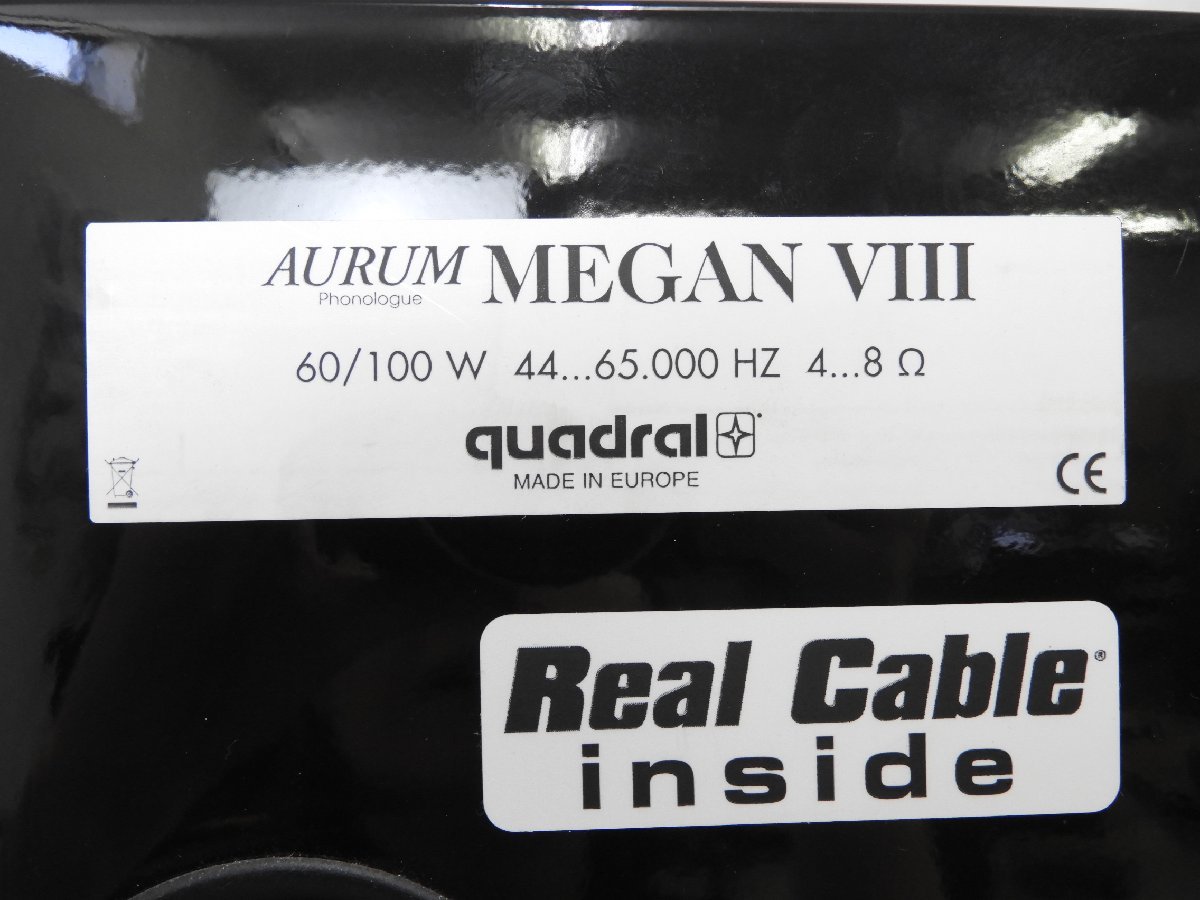 AURUM MEGAN VIII
Phonologue
60/100 W 44...65.000 HZ 4...8 Ω
quadral
MADE IN EUROPE
CE
Real Cable®
inside